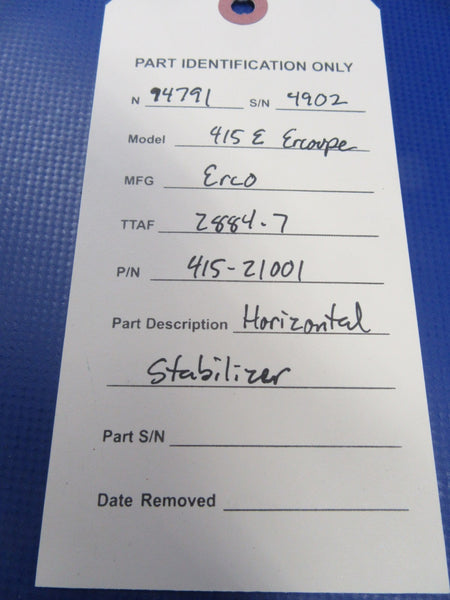 PART IDENTIFICATION ONLY
N 94791 S/N 4902
Model 415 E Ercoupe
MFG Erco
TTAF 2884.7
P/N 415-21001
Part Description Horizontal
Stabilizer
Part S/N
Date Removed